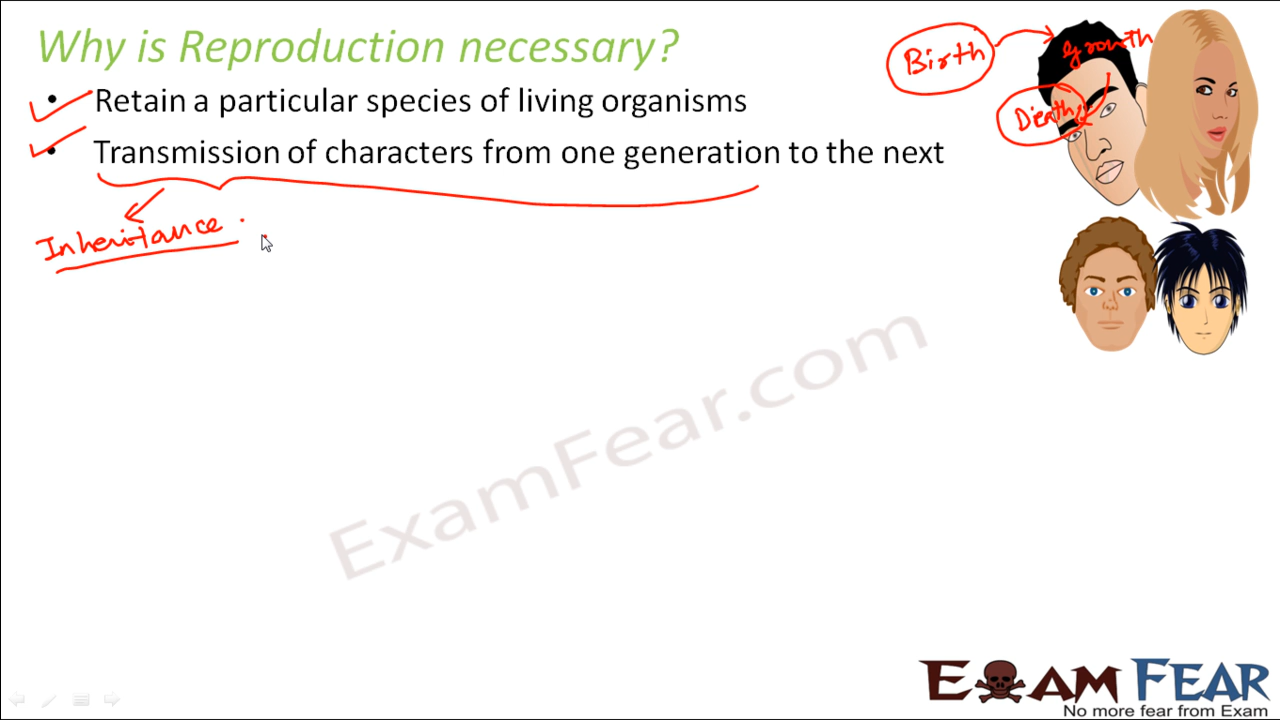 Why is Reproduction necessary?
Birth
Growth
Death
• Retain a particular species of living organisms
• Transmission of characters from one generation to the next
Inheritance
ExamFear.com
EXAM FEAR
No more fear from Exam